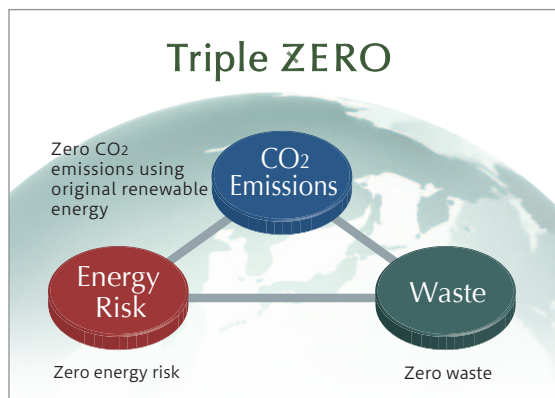 Triple ZERO
Zero CO2
emissions using
original renewable
energy
CO2
Emissions
Energy
Risk
Waste
Zero energy risk
Zero waste